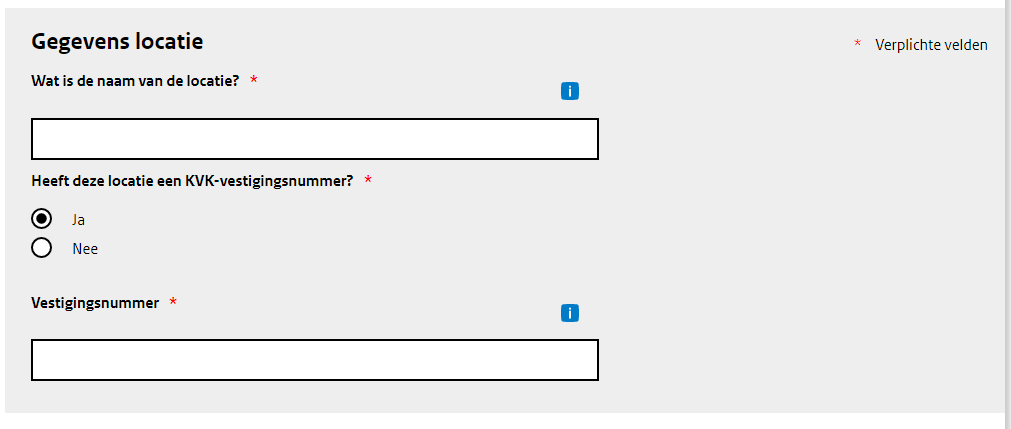 Gegevens locatie
* Verplichte velden
Wat is de naam van de locatie? *
i
Heeft deze locatie een KVK-vestigingsnummer? *
Ja
Nee
Vestigingsnummer *
i